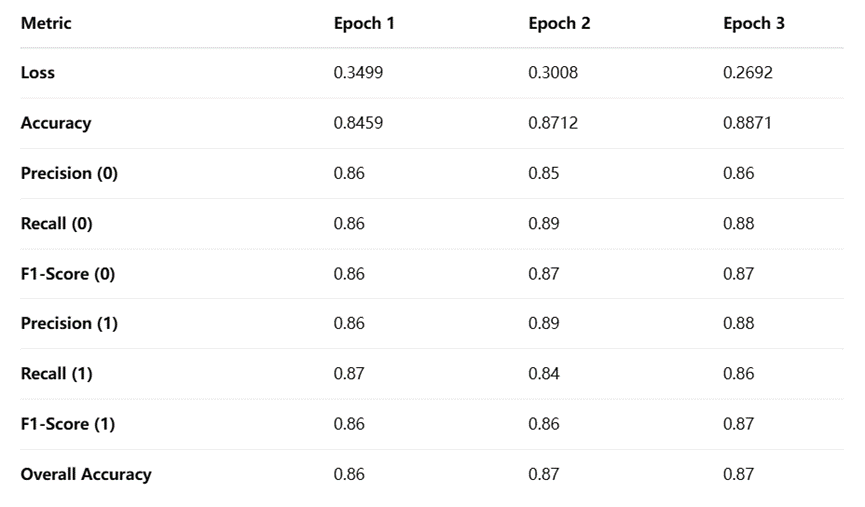 Metric Epoch 1 Epoch 2 Epoch 3
Loss 0.3499 0.3008 0.2692
Accuracy 0.8459 0.8712 0.8871
Precision (0) 0.86 0.85 0.86
Recall (0) 0.86 0.89 0.88
F1-Score (0) 0.86 0.87 0.87
Precision (1) 0.86 0.89 0.88
Recall (1) 0.87 0.84 0.86
F1-Score (1) 0.86 0.86 0.87
Overall Accuracy 0.86 0.87 0.87